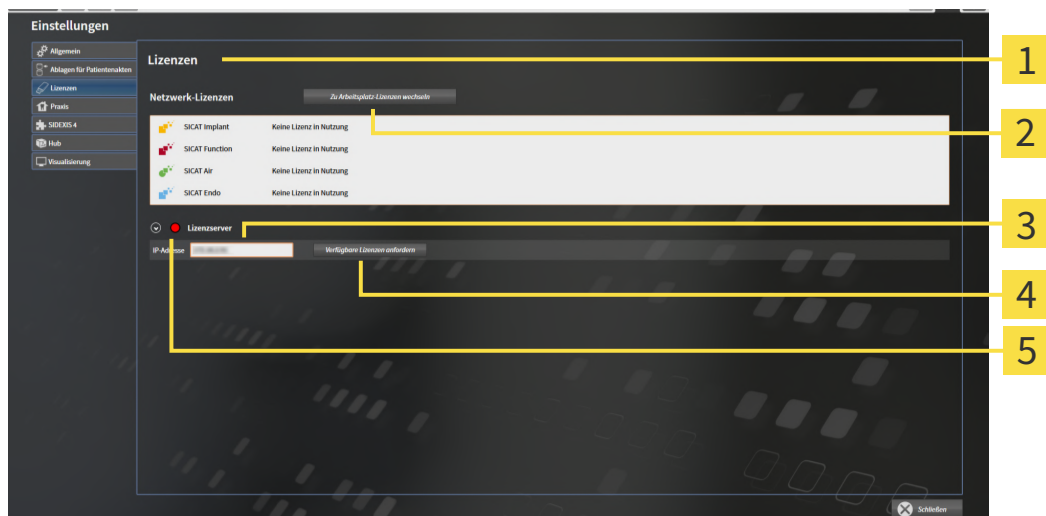 Einstellungen
Allgemein
Ablagen für Patientenakten
Lizenzen
Praxis
SIDEXIS 4
Hub
Visualisierung
Lizenzen
Netzwerk-Lizenzen
Zu Arbeitsplatz-Lizenzen wechseln
SICAT Implant Keine Lizenz in Nutzung
SICAT Function Keine Lizenz in Nutzung
SICAT Air Keine Lizenz in Nutzung
SICAT Endo Keine Lizenz in Nutzung
Lizenzserver
IP-Adresse
Verfügbare Lizenzen anfordern
Schließen
1
2
3
4
5